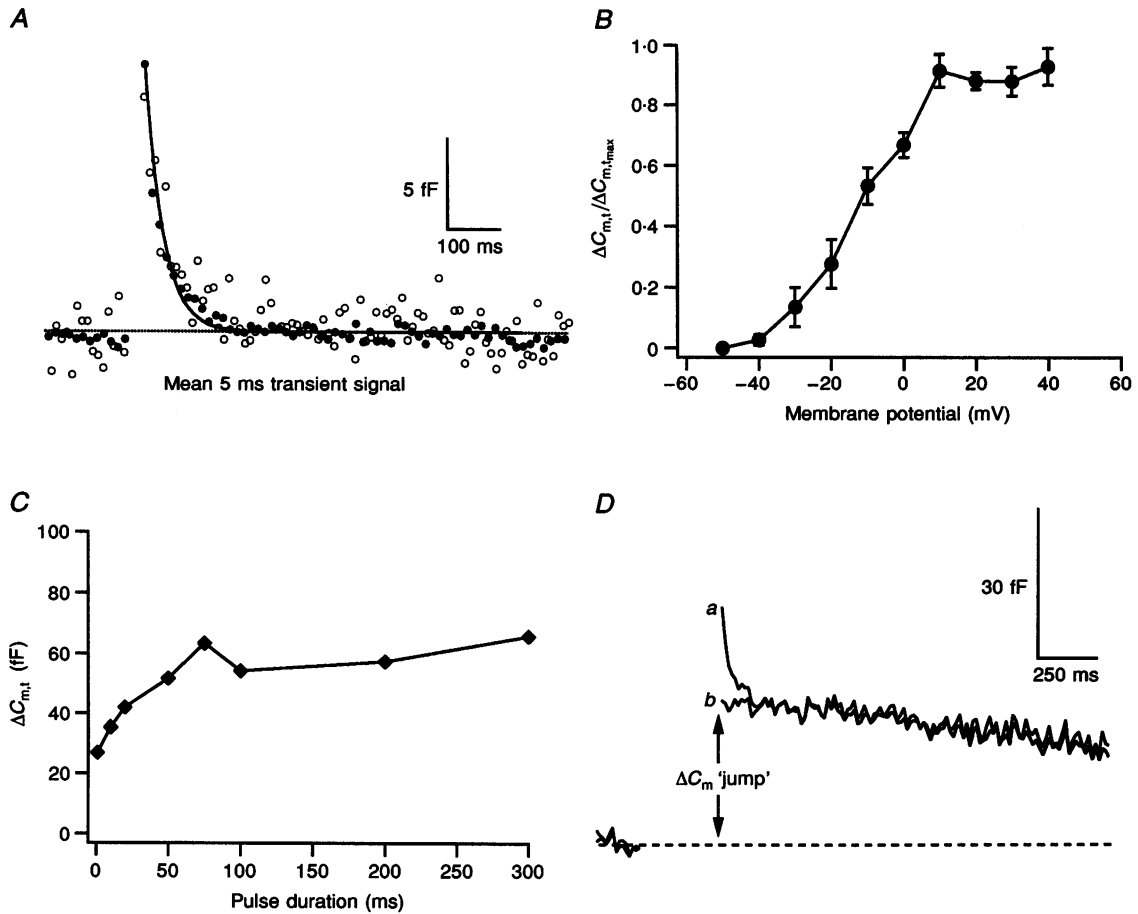 A
5 fF
100 ms
Mean 5 ms transient signal
B
ΔCm,t/ΔCm,tmax
1·0
0·8
0·6
0·4
0·2
0
−60 −40 −20 0 20 40 60
Membrane potential (mV)
C
ΔCm,t (fF)
100
80
60
40
20
0
0 50 100 150 200 250 300
Pulse duration (ms)
D
30 fF
250 ms
a
b
ΔCm 'jump'